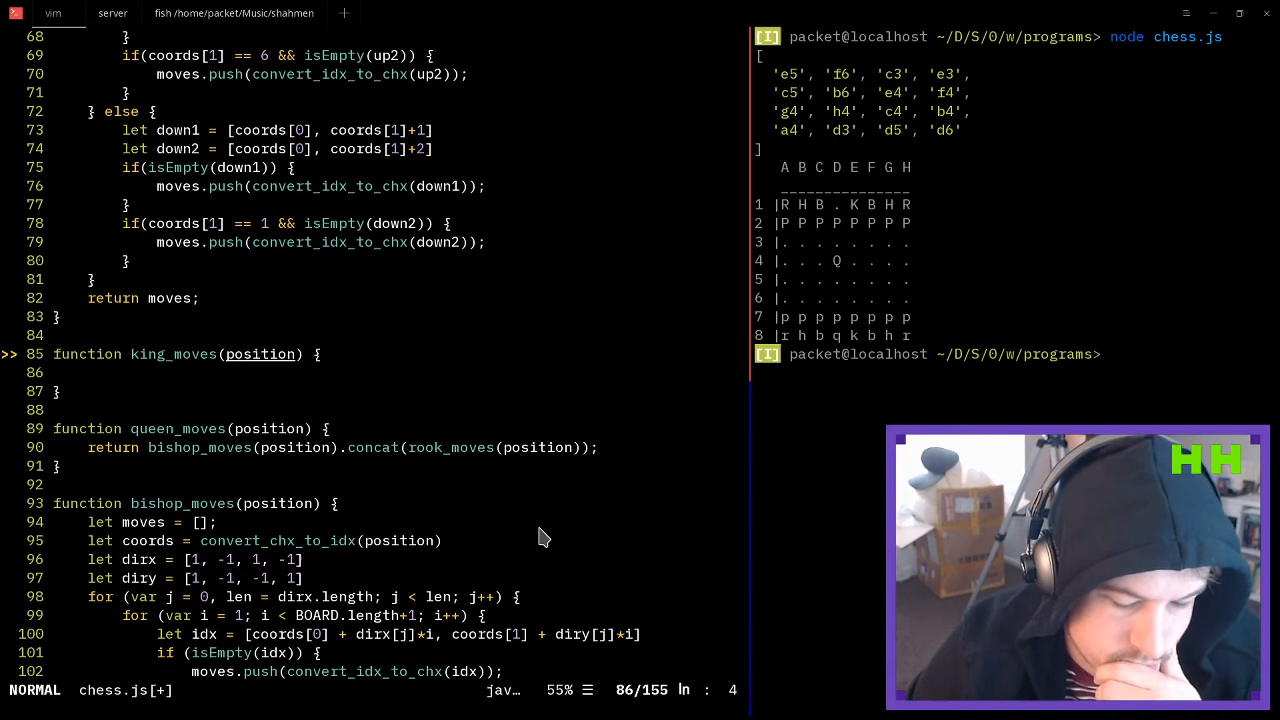 vim server fish /home/packet/Music/shahmen
68 }
69 if(coords[1] == 6 && isEmpty(up2)) {
70 moves.push(convert_idx_to_chx(up2));
71 }
72 } else {
73 let down1 = [coords[0], coords[1]+1]
74 let down2 = [coords[0], coords[1]+2]
75 if(isEmpty(down1)) {
76 moves.push(convert_idx_to_chx(down1));
77 }
78 if(coords[1] == 1 && isEmpty(down2)) {
79 moves.push(convert_idx_to_chx(down2));
80 }
81 }
82 return moves;
83 }
84
>> 85 function king_moves(position) {
86
87 }
88
89 function queen_moves(position) {
90 return bishop_moves(position).concat(rook_moves(position));
91 }
92
93 function bishop_moves(position) {
94 let moves = [];
95 let coords = convert_chx_to_idx(position)
96 let dirx = [1, -1, 1, -1]
97 let diry = [1, -1, -1, 1]
98 for (var j = 0, len = dirx.length; j < len; j++) {
99 for (var i = 1; i < BOARD.length+1; i++) {
100 let idx = [coords[0] + dirx[j]*i, coords[1] + diry[j]*i]
101 if (isEmpty(idx)) {
102 moves.push(convert_idx_to_chx(idx));
NORMAL chess.js[+] jav… 55% ☰ 86/155 ln : 4
[I] packet@localhost ~/D/S/0/w/programs> node chess.js
[
'e5', 'f6', 'c3', 'e3',
'c5', 'b6', 'e4', 'f4',
'g4', 'h4', 'c4', 'b4',
'a4', 'd3', 'd5', 'd6'
]
A B C D E F G H
_______________
1 |R H B . K B H R
2 |P P P P P P P P
3 |. . . . . . . .
4 |. . . Q . . . .
5 |. . . . . . . .
6 |. . . . . . . .
7 |p p p p p p p p
8 |r h b q k b h r
[I] packet@localhost ~/D/S/0/w/programs>
HH